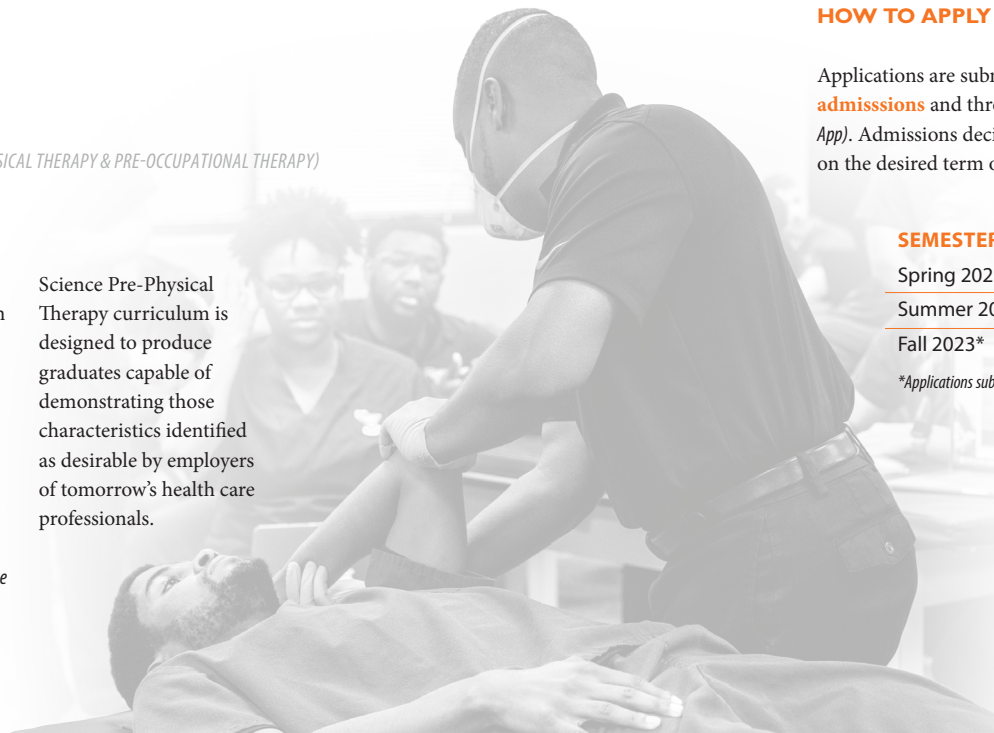 SICAL THERAPY & PRE-OCCUPATIONAL THERAPY)
n
Science Pre-Physical
Therapy curriculum is
designed to produce
graduates capable of
demonstrating those
characteristics identified
as desirable by employers
of tomorrow's health care
professionals.
e
HOW TO APPLY
Applications are subm
admisssions and thro
App). Admissions deci
on the desired term o
SEMESTER
Spring 202
Summer 20
Fall 2023*
*Applications sub